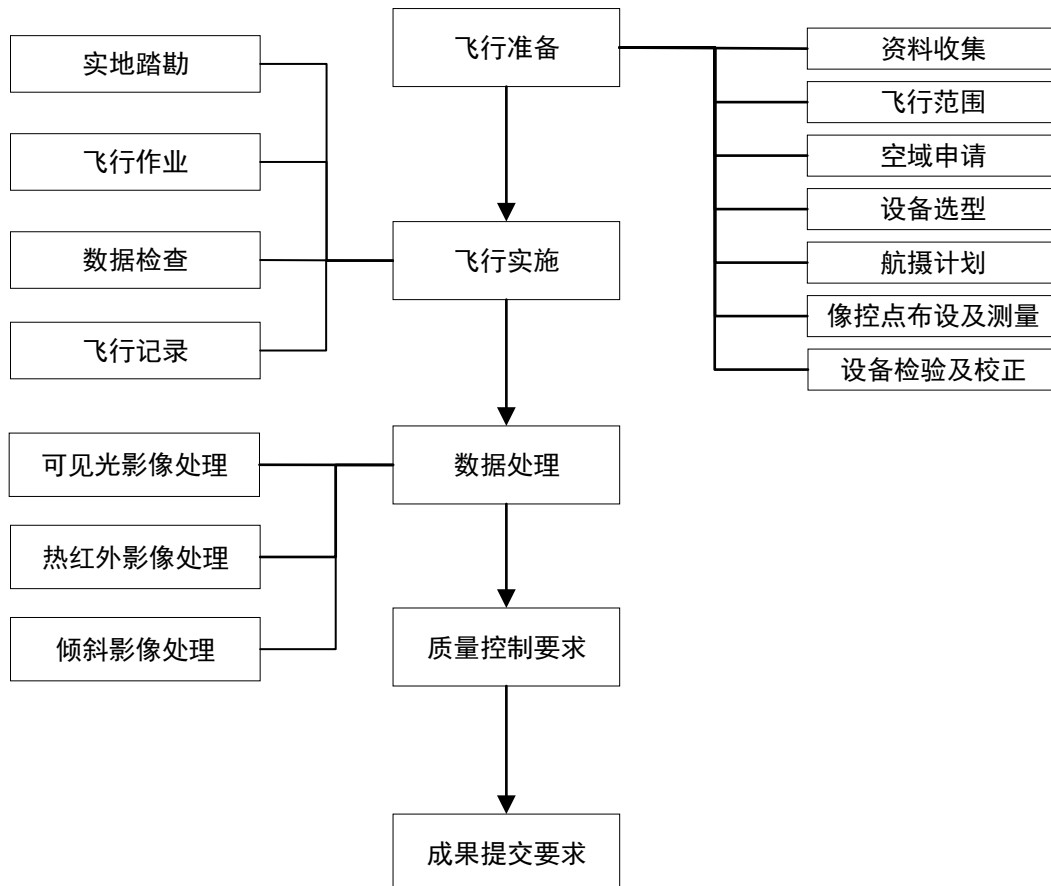 飞行准备
资料收集
飞行范围
空域申请
设备选型
航摄计划
像控点布设及测量
设备检验及校正
实地踏勘
飞行作业
数据检查
飞行记录
飞行实施
可见光影像处理
热红外影像处理
倾斜影像处理
数据处理
质量控制要求
成果提交要求